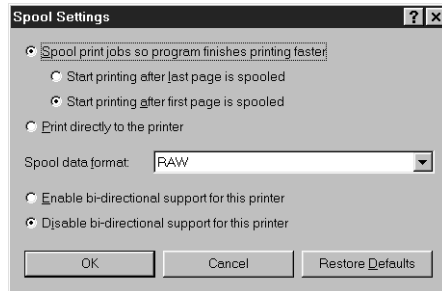 Spool Settings
Spool print jobs so program finishes printing faster
Start printing after last page is spooled
Start printing after first page is spooled
Print directly to the printer
Spool data format: RAW
Enable bi-directional support for this printer
Disable bi-directional support for this printer
OK Cancel Restore Defaults